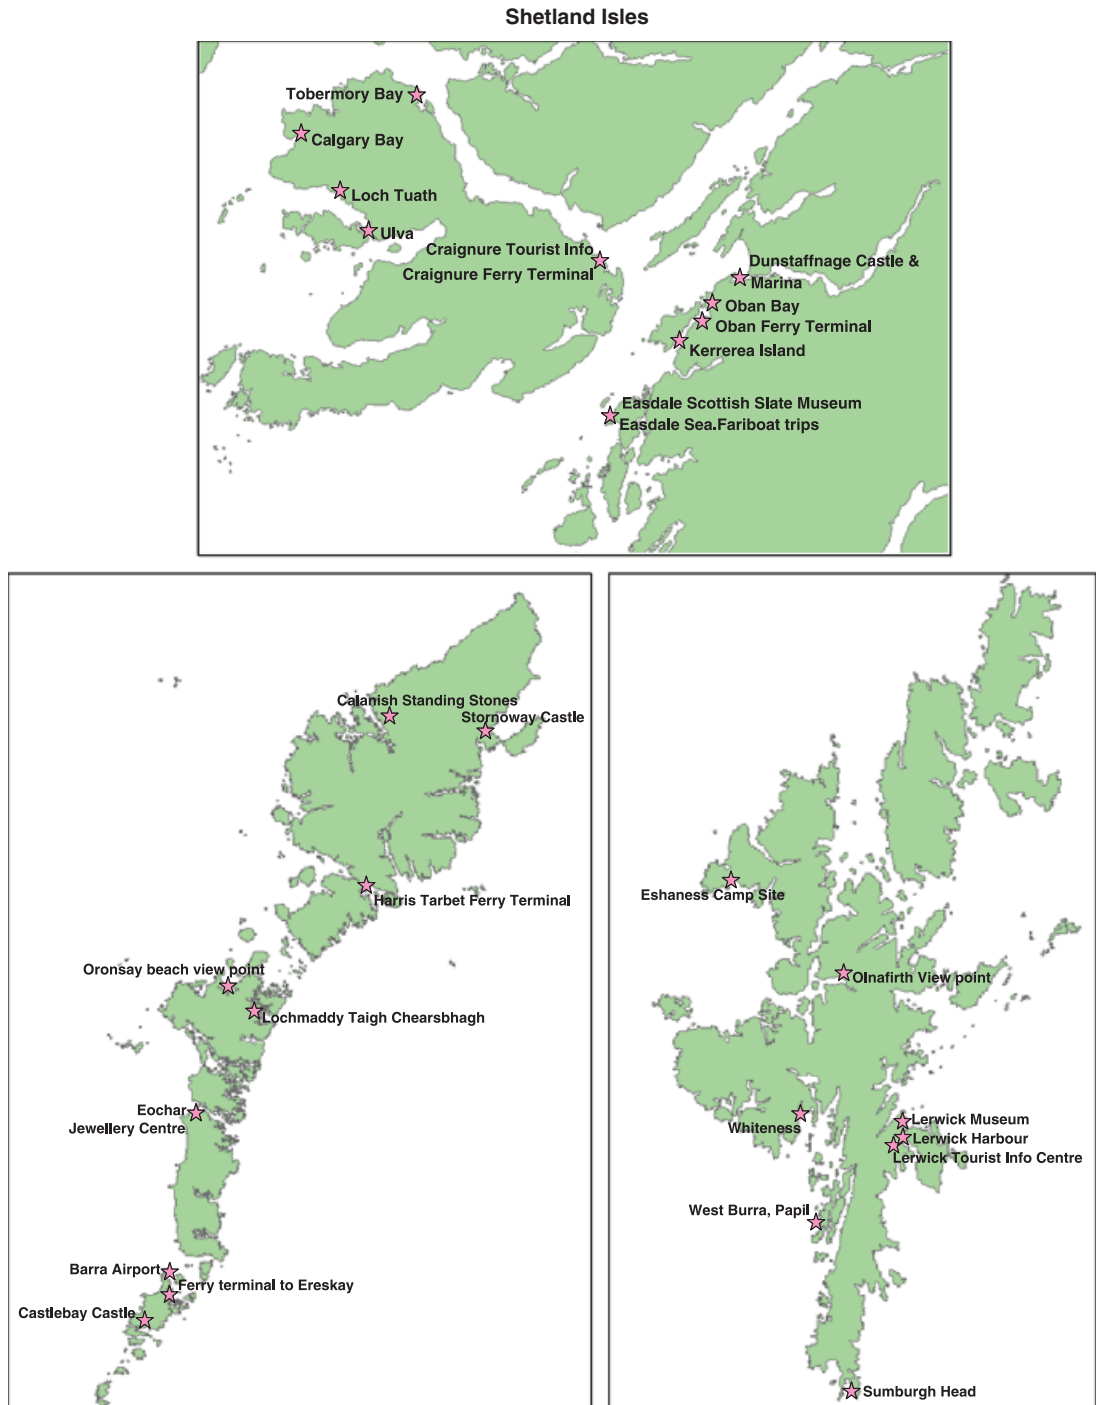 Shetland Isles
Tobermory Bay
Calgary Bay
Loch Tuath
Ulva
Craignure Tourist Info
Craignure Ferry Terminal
Dunstaffnage Castle &
Marina
Oban Bay
Oban Ferry Terminal
Kerrerea Island
Easdale Scottish Slate Museum
Easdale Sea.Fariboat trips
Calanish Standing Stones
Stornoway Castle
Harris Tarbet Ferry Terminal
Oronsay beach view point
Lochmaddy Taigh Chearsbhagh
Eochar
Jewellery Centre
Barra Airport
Ferry terminal to Ereskay
Castlebay Castle
Eshaness Camp Site
Olnafirth View point
Whiteness
Lerwick Museum
Lerwick Harbour
Lerwick Tourist Info Centre
West Burra, Papil
Sumburgh Head